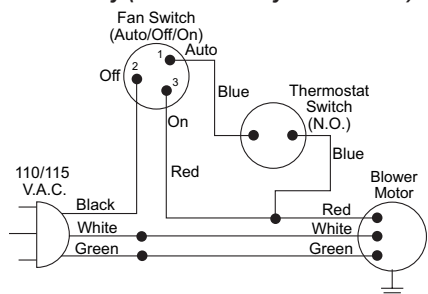 Fan Switch
(Auto/Off/On)
1
Auto
Off
2
3
On
Blue
Thermostat
Switch
(N.O.)
Blue
Red
110/115
V.A.C.
Blower
Motor
Black
Red
White
White
Green
Green